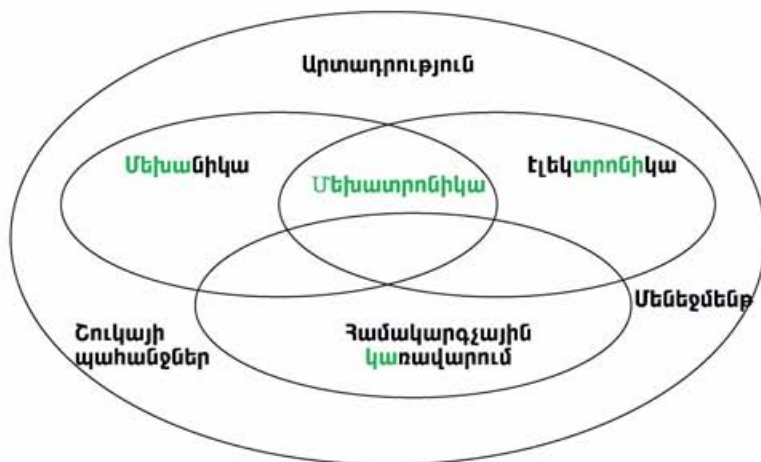 Արտադրություն
Մեխանիկա
Մեխատրոնիկա
էլեկտրոնիկա
Մենեջմենթ
Շուկայի
պահանջներ
Համակարգչային
կառավարում